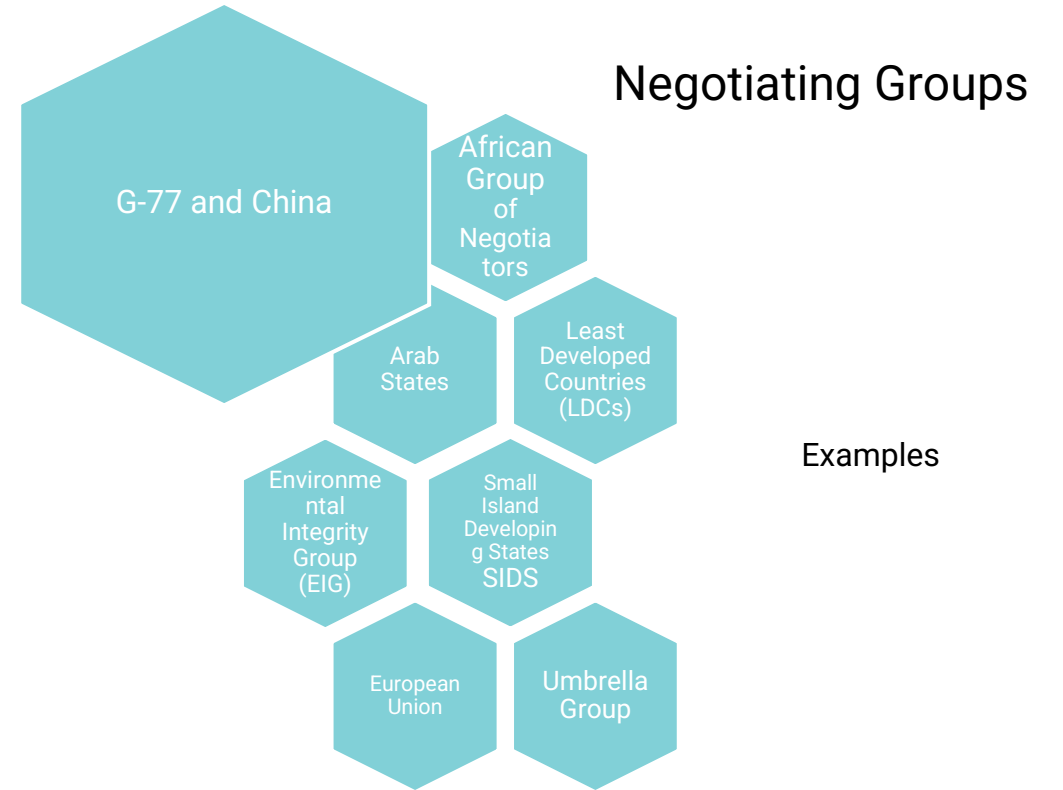 Negotiating Groups
G-77 and China
African
Group
of
Negotia
tors
Arab
States
Least
Developed
Countries
(LDCs)
Examples
Environme
ntal
Integrity
Group
(EIG)
Small
Island
Developin
g States
SIDS
European
Union
Umbrella
Group